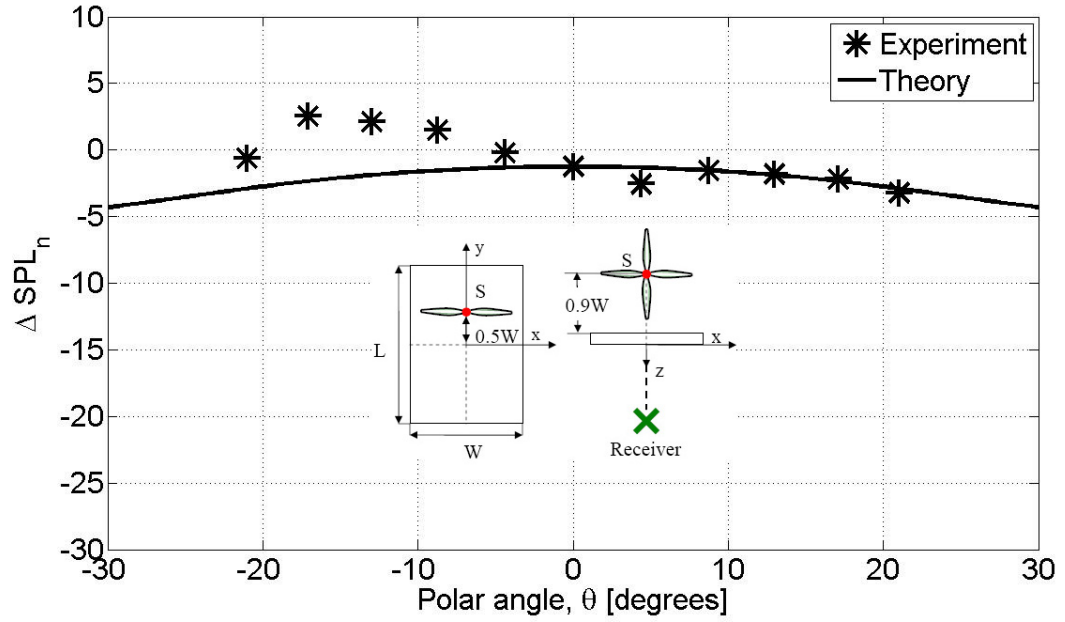 10
5
0
-5
-10
-15
-20
-25
-30
Δ SPLn
Experiment
Theory
y
S
0.5W
x
L
W
S
0.9W
x
z
Receiver
-30
-20
-10
0
10
20
30
Polar angle, θ [degrees]